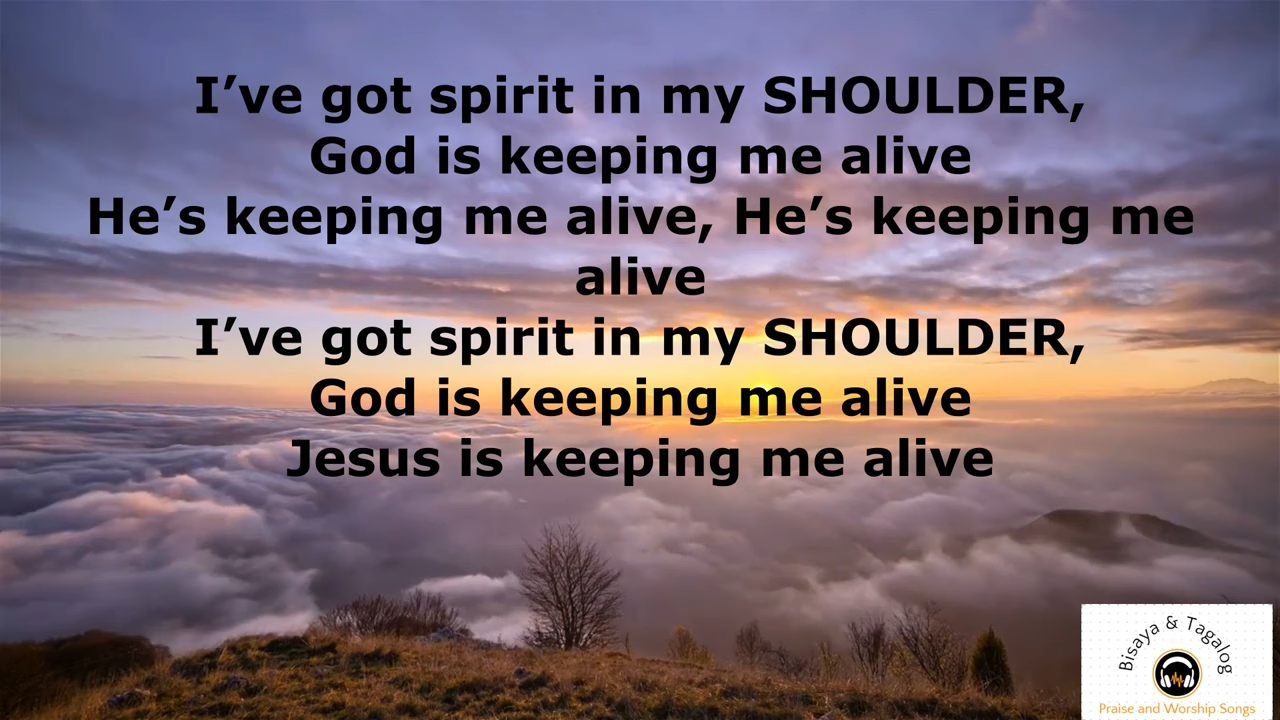 I’ve got spirit in my SHOULDER,
God is keeping me alive
He’s keeping me alive, He’s keeping me
alive
I’ve got spirit in my SHOULDER,
God is keeping me alive
Jesus is keeping me alive
Bisaya & Tagalog
Praise and Worship Songs